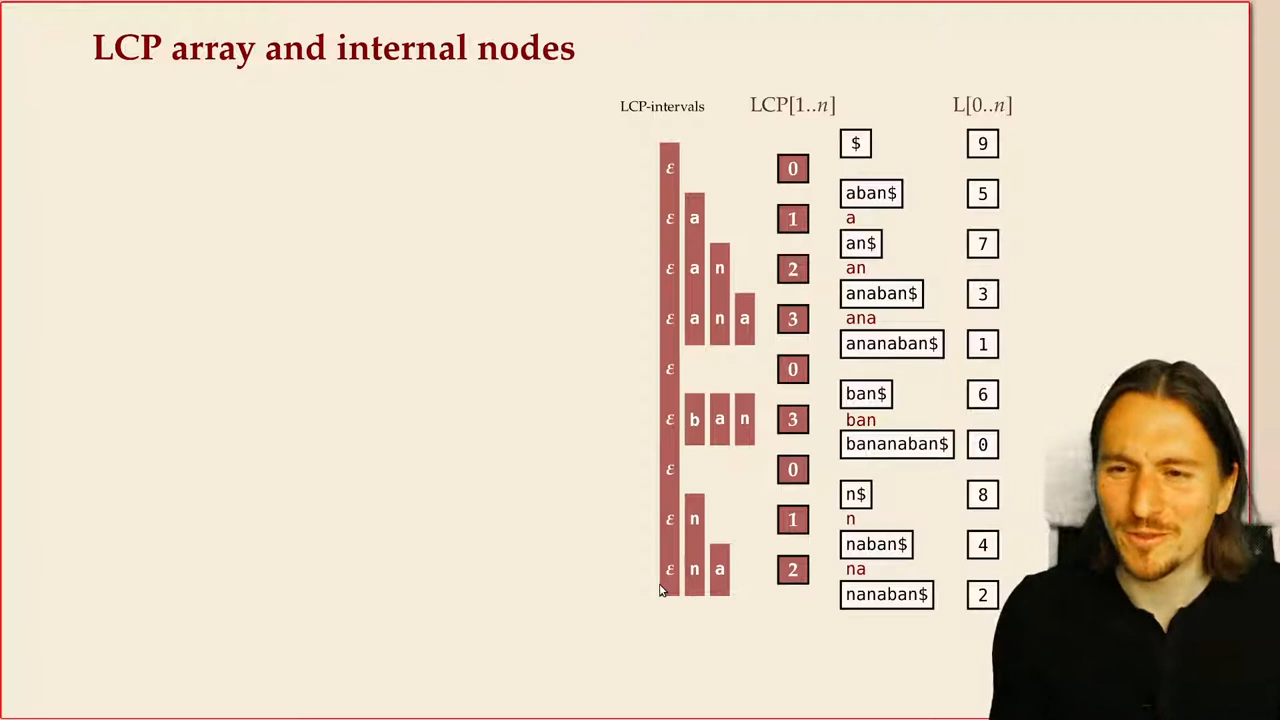 LCP array and internal nodes
LCP-intervals LCP[1..n] L[0..n]
$ 9
ε 0
aban$ 5
ε a 1 a
an$ 7
ε a n 2 an
anaban$ 3
ε a n a 3 ana
ananaban$ 1
ε 0
ban$ 6
ε b a n 3 ban
bananaban$ 0
ε 0
n$ 8
ε n 1 n
naban$ 4
ε n a 2 na
nanaban$ 2